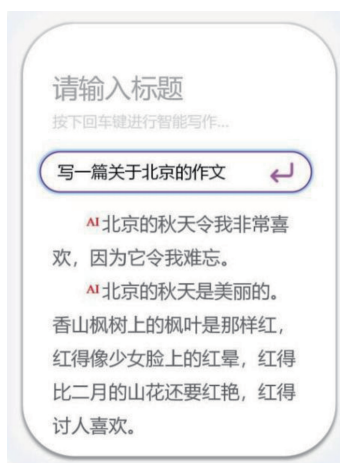 请输入标题
按下回车键进行智能写作...
写一篇关于北京的作文
AI北京的秋天令我非常喜
欢，因为它令我难忘。
AI北京的秋天是美丽的。
香山枫树上的枫叶是那样红，
红得像少女脸上的红晕，红得
比二月的山花还要红艳，红得
讨人喜欢。